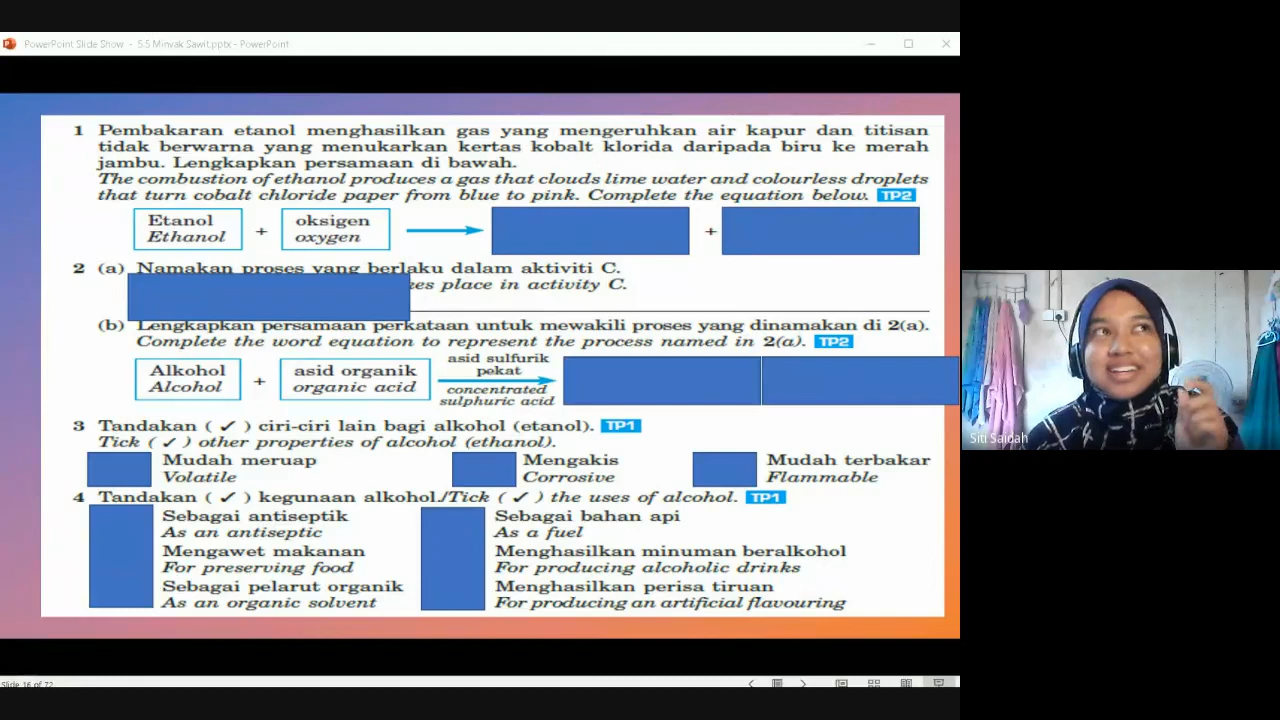 PowerPoint Slide Show - 5.5 Minyak Sawit.pptx - PowerPoint
1 Pembakaran etanol menghasilkan gas yang mengeruhkan air kapur dan titisan
tidak berwarna yang menukarkan kertas kobalt klorida daripada biru ke merah
jambu. Lengkapkan persamaan di bawah.
The combustion of ethanol produces a gas that clouds lime water and colourless droplets
that turn cobalt chloride paper from blue to pink. Complete the equation below. TP2
Etanol + oksigen +
Ethanol oxygen
2 (a) Namakan proses yang berlaku dalam aktiviti C.
place in activity C.
(b) Lengkapkan persamaan perkataan untuk mewakili proses yang dinamakan di 2(a).
Complete the word equation to represent the process named in 2(a). TP2
Alkohol + asid organik
Alcohol organic acid
asid sulfurik
pekat
concentrated
sulphuric acid
3 Tandakan ( ✓ ) ciri-ciri lain bagi alkohol (etanol). TP1
Tick ( ✓ ) other properties of alcohol (ethanol).
Mudah meruap Mengakis Mudah terbakar
Volatile Corrosive Flammable
4 Tandakan ( ✓ ) kegunaan alkohol./Tick ( ✓ ) the uses of alcohol. TP1
Sebagai antiseptik Sebagai bahan api
As an antiseptic As a fuel
Mengawet makanan Menghasilkan minuman beralkohol
For preserving food For producing alcoholic drinks
Sebagai pelarut organik Menghasilkan perisa tiruan
As an organic solvent For producing an artificial flavouring
Siti Saidah
Slide 16 of 72